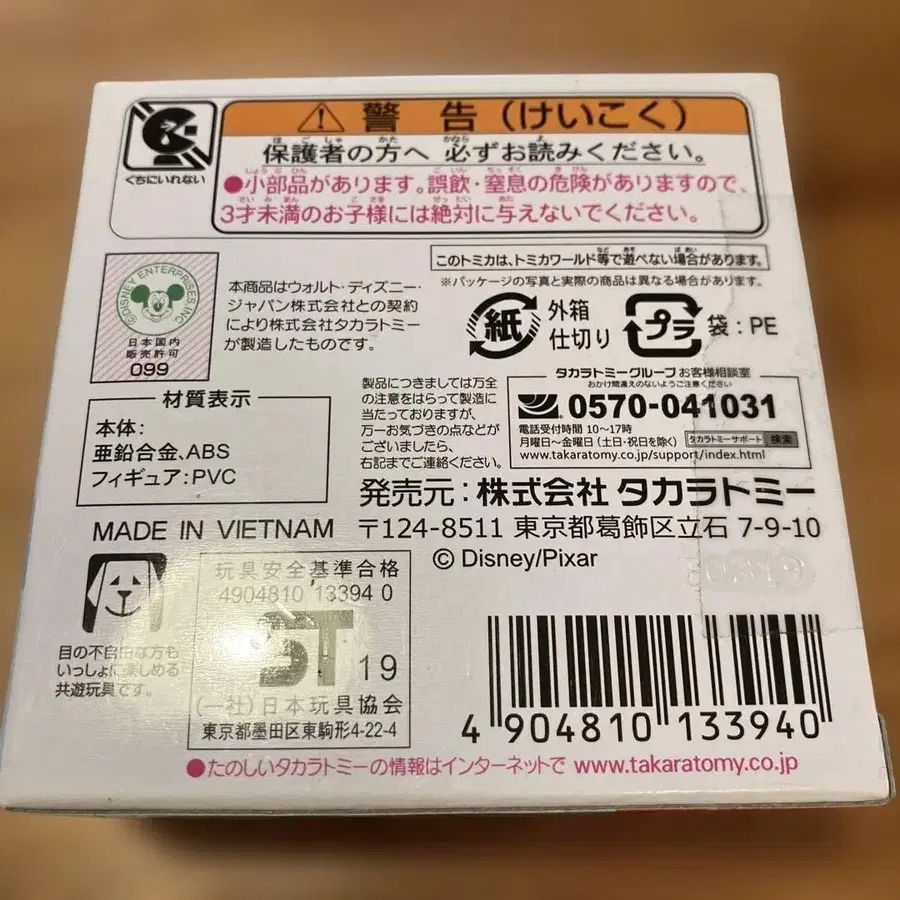 くちにいれない
警告(けいこく)
保護者の方へ 必ずお読みください。
●小部品があります。誤飲・窒息の危険がありますので、
3才未満のお子様には絶対に与えないでください。
このトミカは、トミカワールド等で遊べない場合があります。
※パッケージの写真と実際の商品は異なる場合があります。
©DISNEY ENTERPRISES,INC
日本国内
販売許可
099
本商品はウォルト・ディズニー・
ジャパン株式会社との契約
により株式会社タカラトミー
が製造したものです。
紙
外箱
仕切り
プラ
袋:PE
材質表示
本体:
亜鉛合金、ABS
フィギュア:PVC
製品につきましては万全
の注意をはらって製造に
当たっておりますが、
万一お気づきの点などが
ございましたら、
右記までご連絡ください。
タカラトミーグループ お客様相談室
おかけ間違えのないようご注意ください
0570-041031
電話受付時間 10〜17時
月曜日〜金曜日(土日・祝日を除く)
タカラトミーサポート 検索
www.takaratomy.co.jp/support/index.html
発売元:株式会社 タカラトミー
〒124-8511 東京都葛飾区立石 7-9-10
MADE IN VIETNAM
© Disney/Pixar
目の不自由な方も
いっしょに楽しめる
共遊玩具です。
玩具安全基準合格
4904810 13394 0
ST 19
(一社)日本玩具協会
東京都墨田区東駒形4-22-4
4 904810 133940
●たのしいタカラトミーの情報はインターネットで www.takaratomy.co.jp